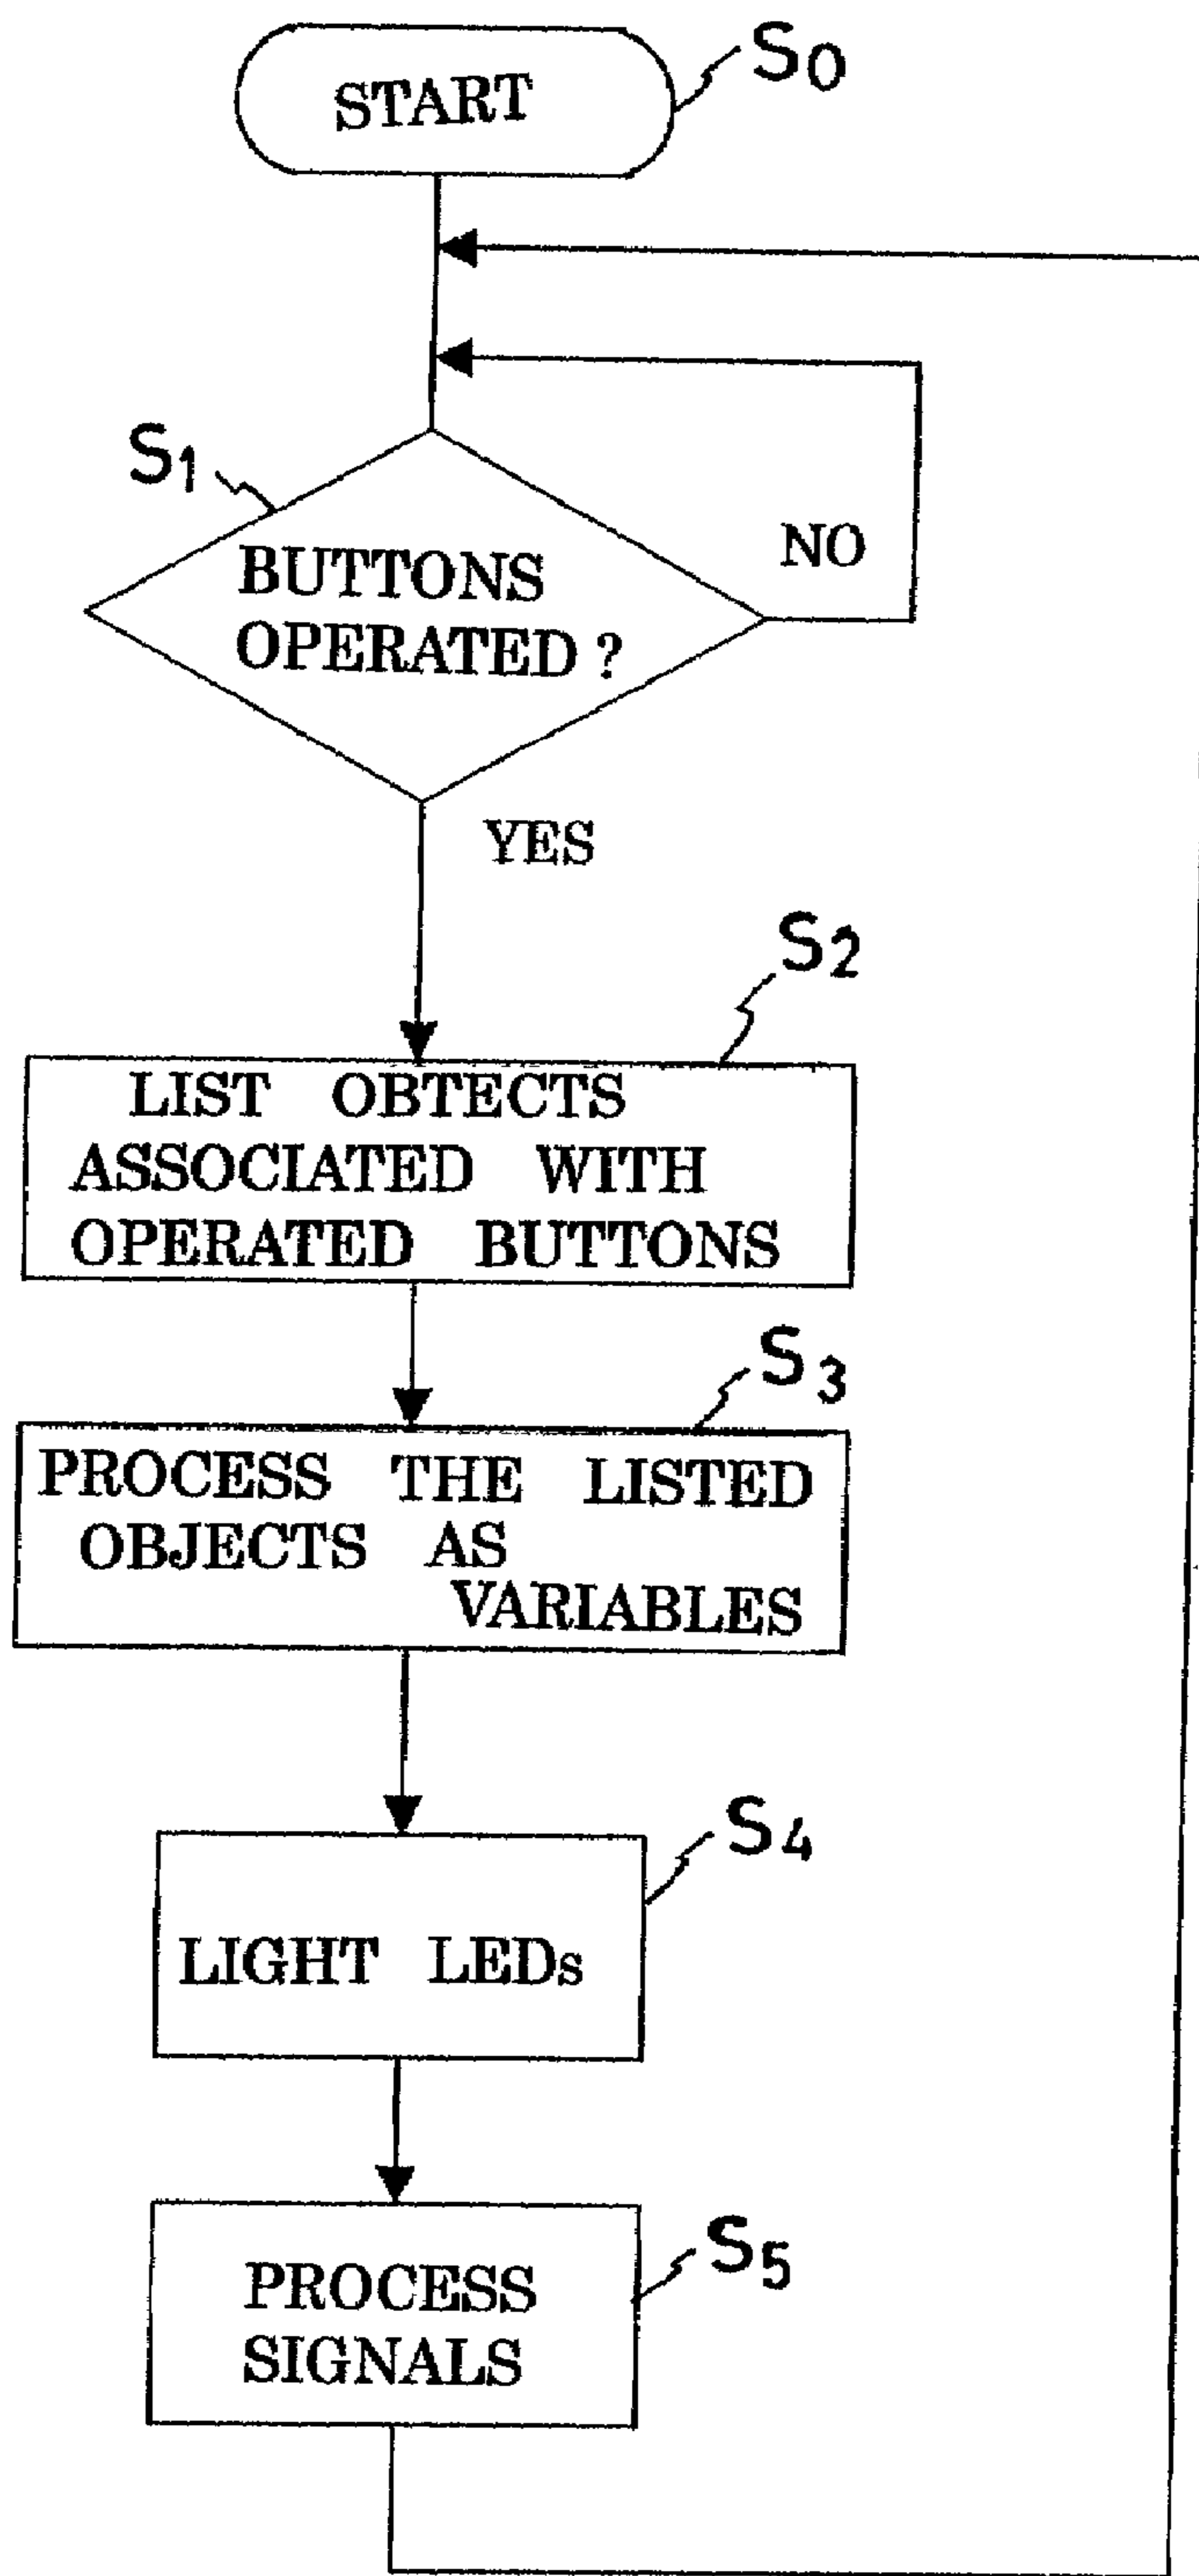 START
S0
S1
BUTTONS
OPERATED ?
NO
YES
S2
LIST OBTECTS
ASSOCIATED WITH
OPERATED BUTTONS
S3
PROCESS THE LISTED
OBJECTS AS
VARIABLES
S4
LIGHT LEDs
S5
PROCESS
SIGNALS